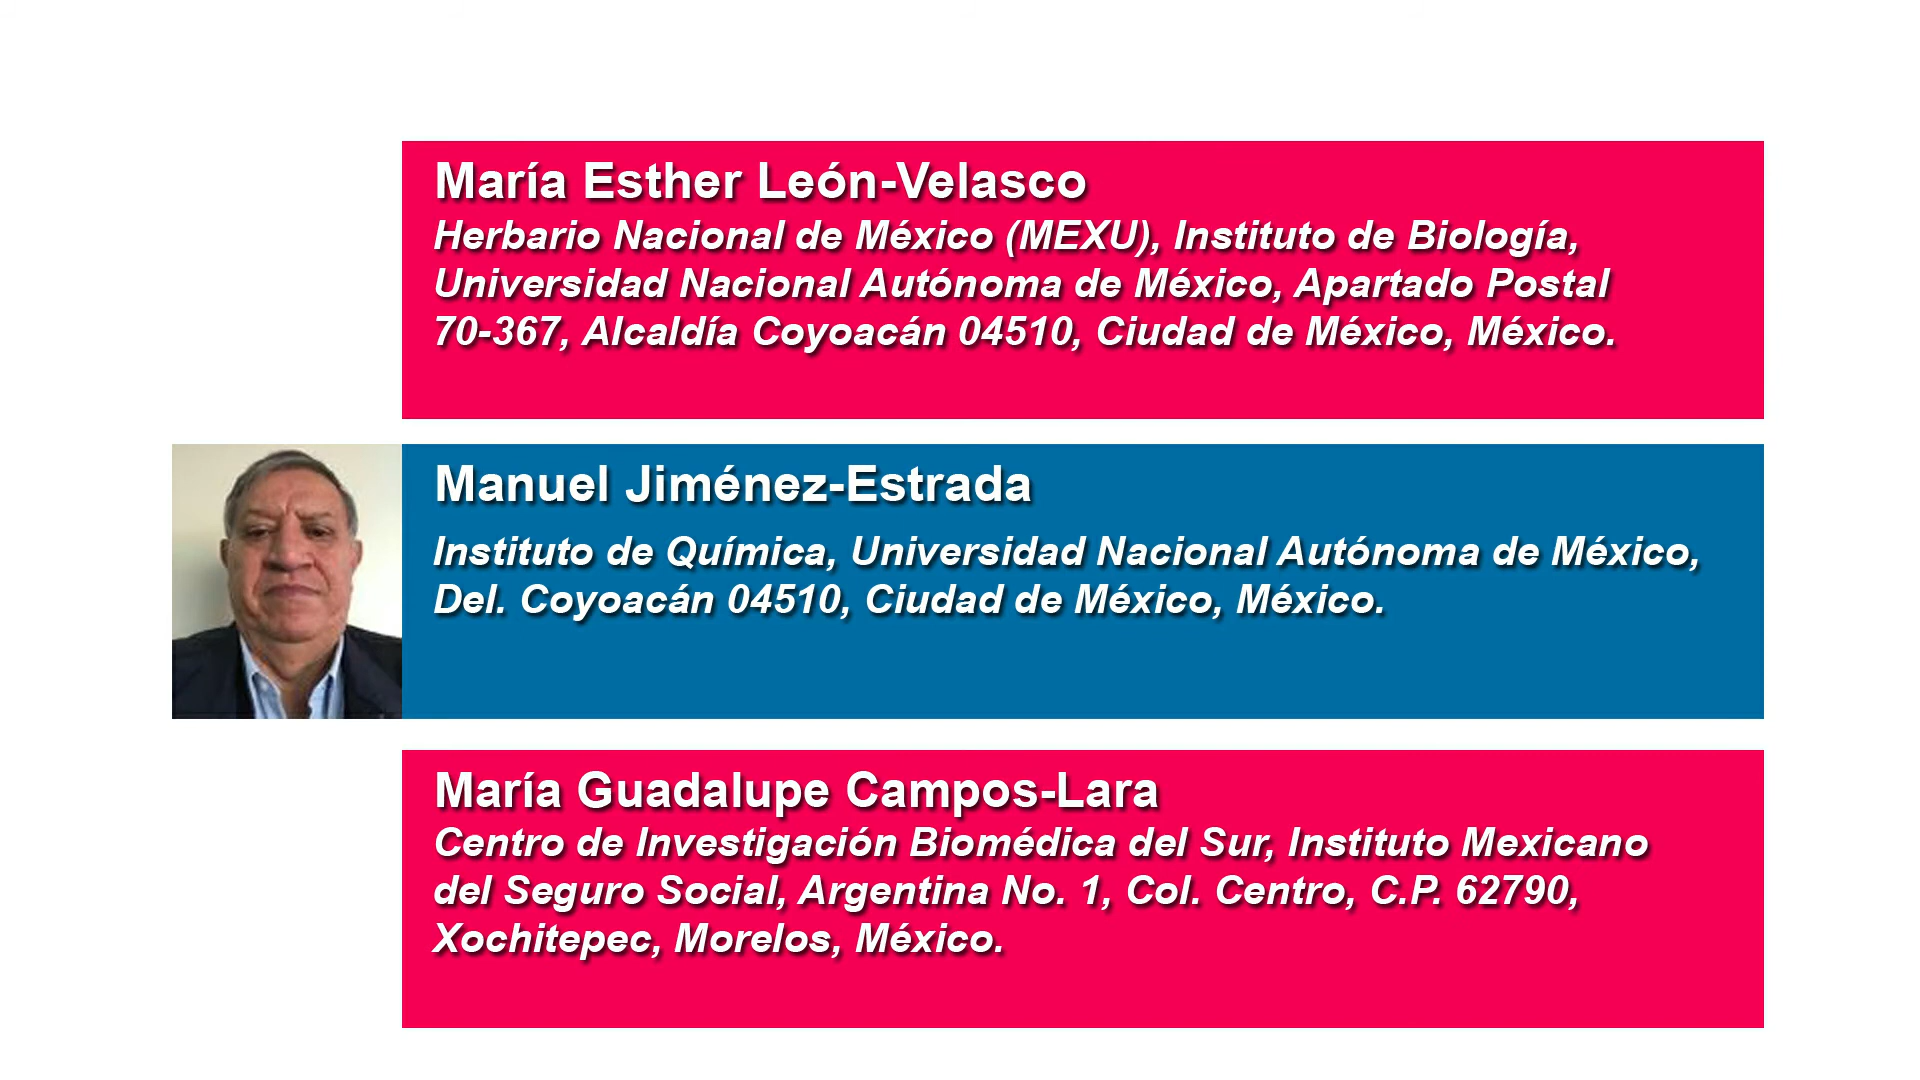 María Esther León-Velasco
Herbario Nacional de México (MEXU), Instituto de Biología,
Universidad Nacional Autónoma de México, Apartado Postal
70-367, Alcaldía Coyoacán 04510, Ciudad de México, México.
Manuel Jiménez-Estrada
Instituto de Química, Universidad Nacional Autónoma de México,
Del. Coyoacán 04510, Ciudad de México, México.
María Guadalupe Campos-Lara
Centro de Investigación Biomédica del Sur, Instituto Mexicano
del Seguro Social, Argentina No. 1, Col. Centro, C.P. 62790,
Xochitepec, Morelos, México.